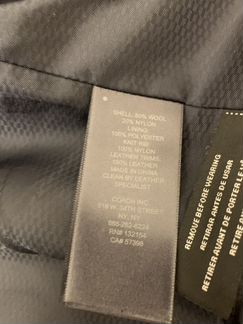 SHELL: 80% WOOL
20% NYLON
LINING:
100% POLYESTER
KNIT RIB:
100% NYLON
LEATHER TRIMS:
100% LEATHER
MADE IN CHINA
CLEAN BY LEATHER
SPECIALIST
COACH INC.
516 W. 34TH STREET
NY, NY
RN# 132154
CA# 57398
REMOVE BEFORE WEARING
RETIRAR ANTES DE USAR
RETIRER AVANT DE PORTER LE